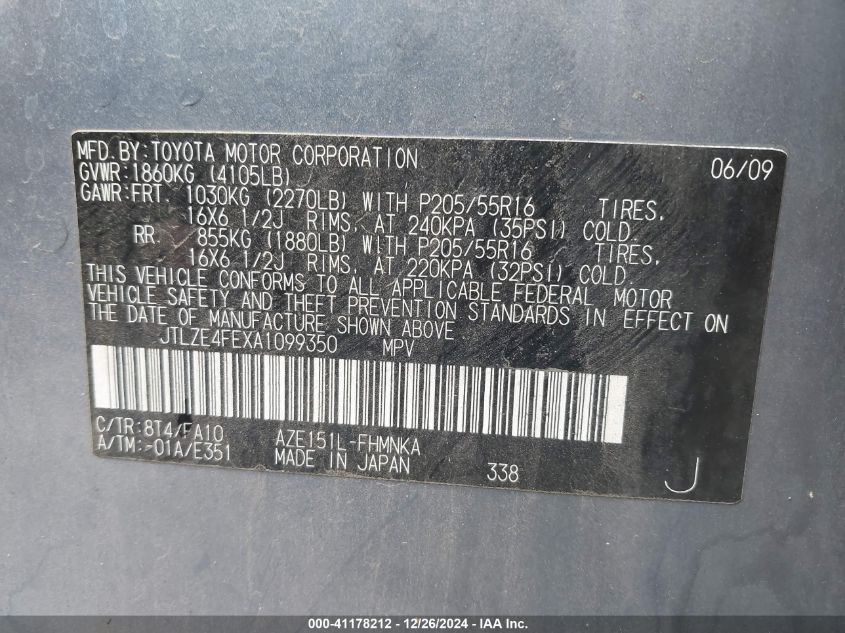 MFD.BY:TOYOTA MOTOR CORPORATION 06/09
GVWR:1860KG (4105LB)
GAWR:FRT. 1030KG (2270LB) WITH P205/55R16 TIRES,
16X6 1/2J RIMS, AT 240KPA (35PSI) COLD
RR. 855KG (1880LB) WITH P205/55R16 TIRES,
16X6 1/2J RIMS, AT 220KPA (32PSI) COLD
THIS VEHICLE CONFORMS TO ALL APPLICABLE FEDERAL MOTOR
VEHICLE SAFETY AND THEFT PREVENTION STANDARDS IN EFFECT ON
THE DATE OF MANUFACTURE SHOWN ABOVE.
JTLZE4FEXA1099350 MPV
C/TR:8T4/FA10 AZE151L-FHMNKA
A/TM:-01A/E351 MADE IN JAPAN 338 J
000-41178212 - 12/26/2024 - IAA Inc.